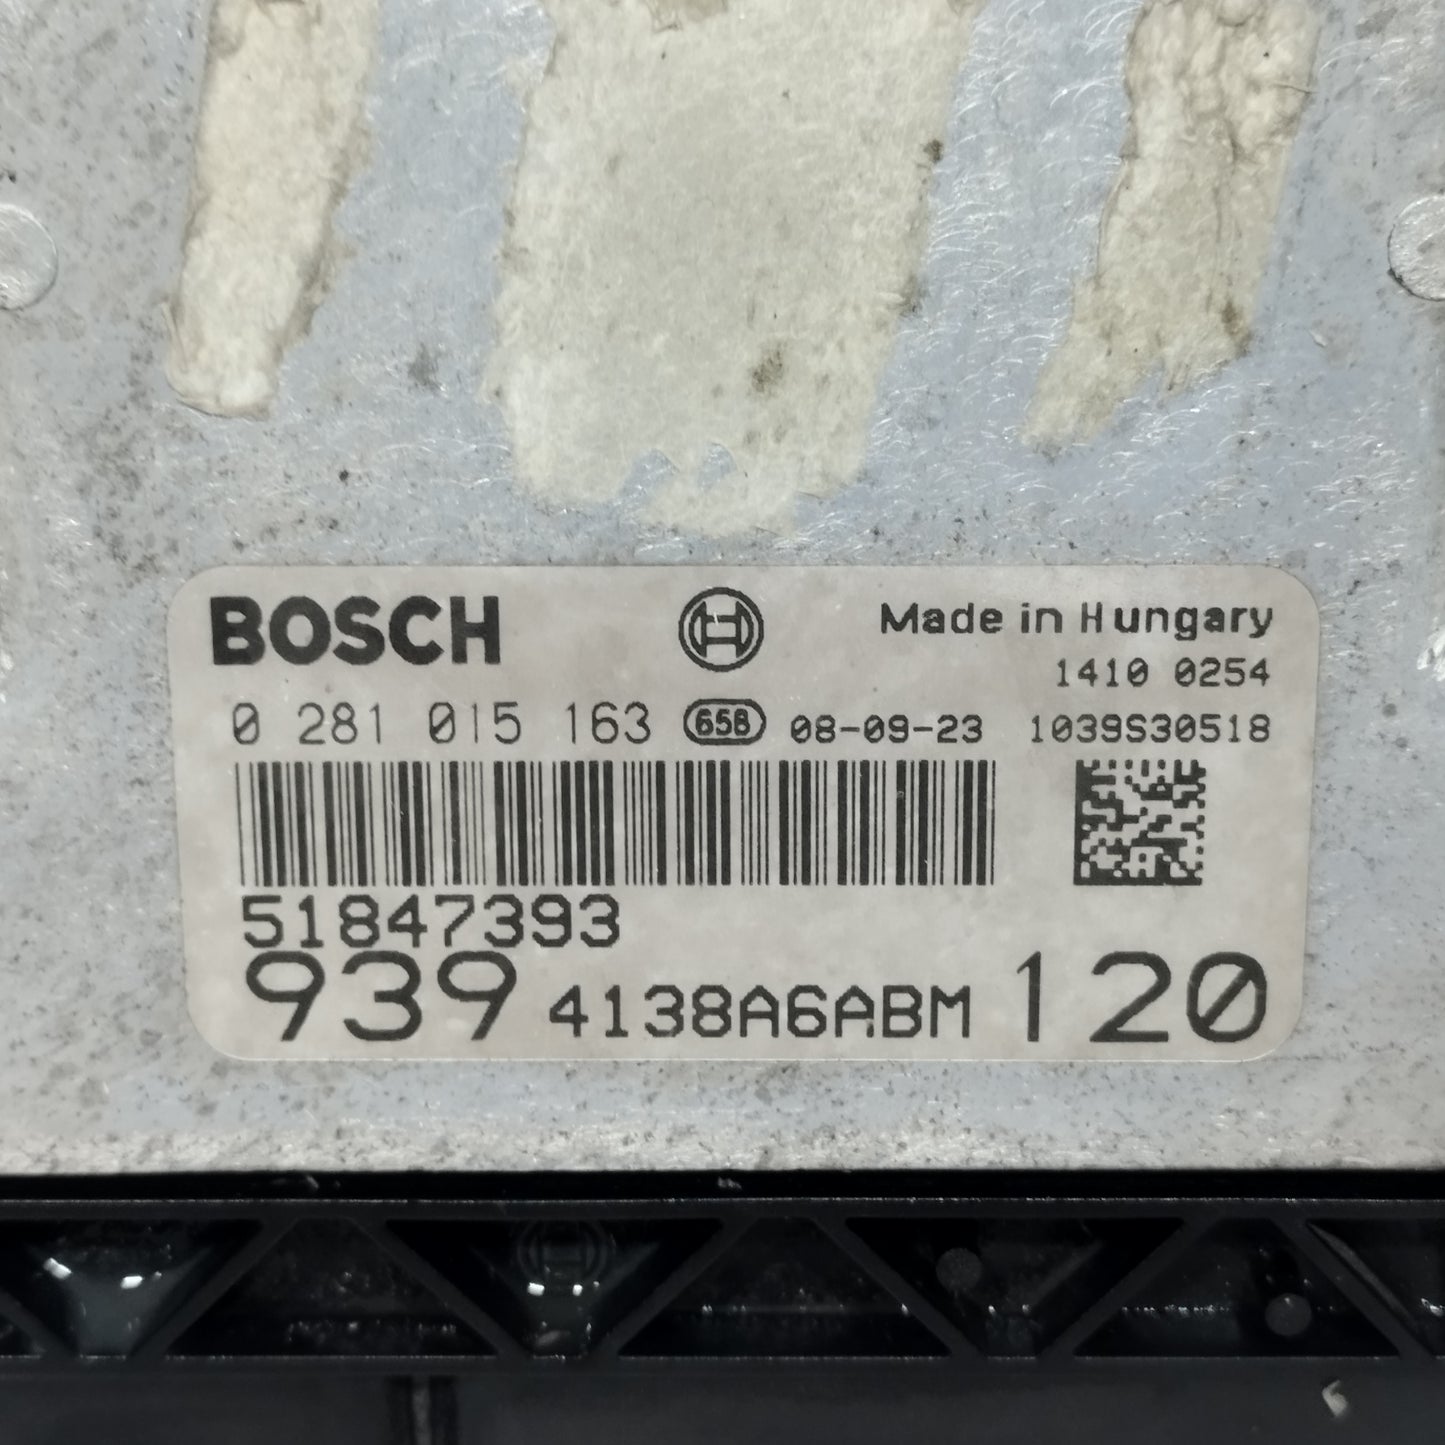 BOSCH Made in Hungary
1410 0254
0 281 015 163 658 08-09-23 1039S30518
51847393
939 4138A6ABM 120